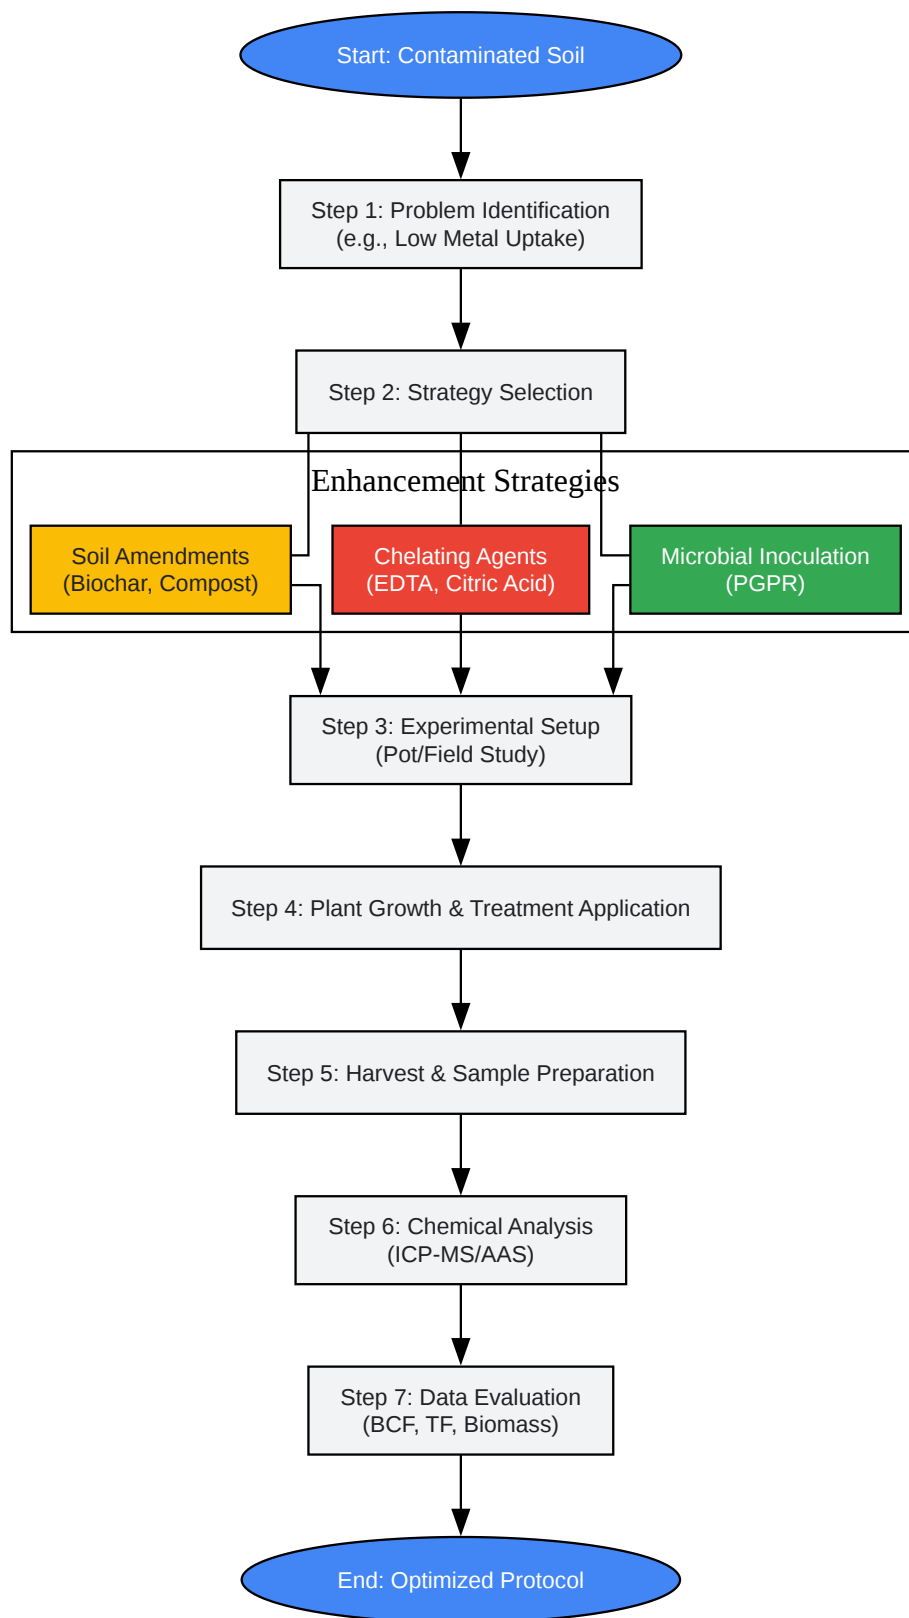 Start: Contaminated Soil
Step 1: Problem Identification
(e.g., Low Metal Uptake)
Step 2: Strategy Selection
Enhancement Strategies
Soil Amendments
(Biochar, Compost)
Chelating Agents
(EDTA, Citric Acid)
Microbial Inoculation
(PGPR)
Step 3: Experimental Setup
(Pot/Field Study)
Step 4: Plant Growth & Treatment Application
Step 5: Harvest & Sample Preparation
Step 6: Chemical Analysis
(ICP-MS/AAS)
Step 7: Data Evaluation
(BCF, TF, Biomass)
End: Optimized Protocol